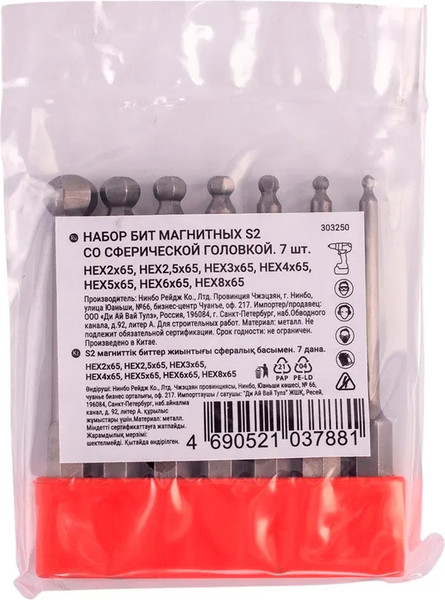 RU НАБОР БИТ МАГНИТНЫХ S2
СО СФЕРИЧЕСКОЙ ГОЛОВКОЙ. 7 шт.
303250
HEX2x65, HEX2,5x65, HEX3x65, HEX4x65,
HEX5x65, HEX6x65, HEX8x65
Производитель: Нинбо Рейдж Ко., Лтд. Провинция Чжэцзян, г. Нинбо,
улица Юаньши, №66, бизнес-центр Чуанъе, оф. 217. Импортер/продавец:
ООО «Ди Ай Вай Тулз», Россия, 196084, г. Санкт-Петербург, наб.Обводного
канала, д.92, литер А. Для строительных работ. Материал: металл. Не
подлежит обязательной сертификации. Срок годности: не ограничен.
Произведено в Китае.
S2 магниттік биттер жиынтығы сфералық басымен. 7 дана.
HEX2x65, HEX2,5x65, HEX3x65,
HEX4x65, HEX5x65, HEX6x65, HEX8x65
Өндіруші: Нинбо Рейдж Ко., Лтд, Чжэцзян провинциясы, Нинбо, Юаньши көшесі, № 66,
чуанье бизнес орталығы, оф. 217. Импорттаушы / сатушы: "Ди Ай Вай Тулз" ЖШҚ, Ресей,
196084, Санкт-Петербург, наб.айналма
канал, д. 92, литер А. құрылыс
жұмыстары үшін.Материал: металл.
Міндетті сертификаттауға жатпайды.
Жарамдылық мерзімі:
шектелмейді. Қытайда өндірілген.
21
PAP
04
PE-LD
4 690521 037881